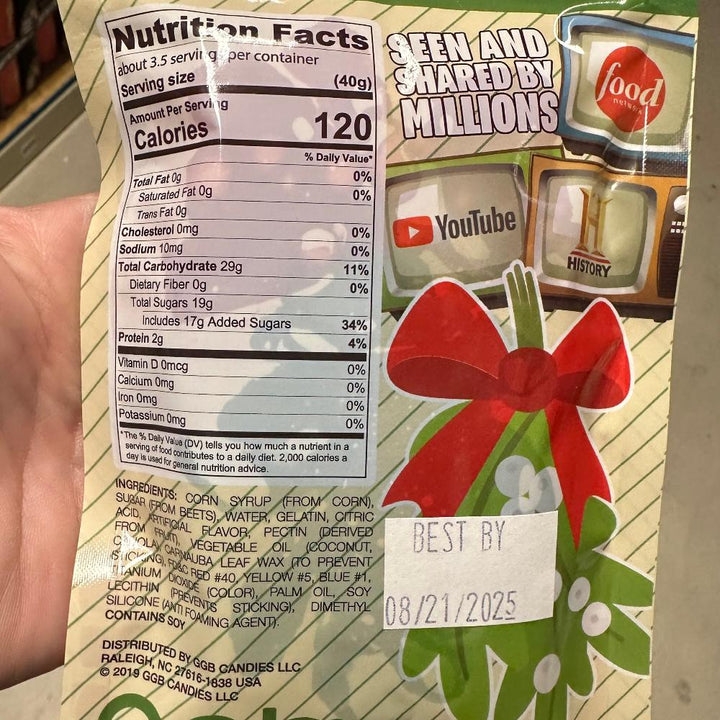 Nutrition Facts
about 3.5 servings per container
Serving size (40g)
Amount Per Serving
Calories 120
% Daily Value*
Total Fat 0g 0%
Saturated Fat 0g 0%
Trans Fat 0g
Cholesterol 0mg 0%
Sodium 10mg 0%
Total Carbohydrate 29g 11%
Dietary Fiber 0g 0%
Total Sugars 19g
Includes 17g Added Sugars 34%
Protein 2g 4%
Vitamin D 0mcg 0%
Calcium 0mg 0%
Iron 0mg 0%
Potassium 0mg 0%
*The % Daily Value (DV) tells you how much a nutrient in a
serving of food contributes to a daily diet. 2,000 calories a
day is used for general nutrition advice.
INGREDIENTS: CORN SYRUP (FROM CORN),
SUGAR (FROM BEETS), WATER, GELATIN, CITRIC
ACID, ARTIFICIAL FLAVOR, PECTIN (DERIVED
FROM FRUIT), VEGETABLE OIL (COCONUT,
CANOLA), CARNAUBA LEAF WAX (TO PREVENT
STICKING), FD&C RED #40, YELLOW #5, BLUE #1,
TITANIUM DIOXIDE (COLOR), PALM OIL, SOY
LECITHIN (PREVENTS STICKING), DIMETHYL
SILICONE (ANTI FOAMING AGENT).
CONTAINS SOY
DISTRIBUTED BY GGB CANDIES LLC
RALEIGH, NC 27616-1838 USA
© 2019 GGB CANDIES LLC
SEEN AND
SHARED BY
MILLIONS
food
network
YouTube
H
HISTORY
BEST BY
08/21/2025